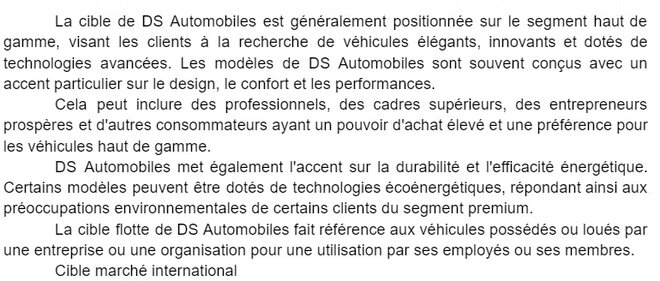 La cible de DS Automobiles est généralement positionnée sur le segment haut de
gamme, visant les clients à la recherche de véhicules élégants, innovants et dotés de
technologies avancées. Les modèles de DS Automobiles sont souvent conçus avec un
accent particulier sur le design, le confort et les performances.
Cela peut inclure des professionnels, des cadres supérieurs, des entrepreneurs
prospères et d'autres consommateurs ayant un pouvoir d'achat élevé et une préférence pour
les véhicules haut de gamme.
DS Automobiles met également l'accent sur la durabilité et l'efficacité énergétique.
Certains modèles peuvent être dotés de technologies écoénergétiques, répondant ainsi aux
préoccupations environnementales de certains clients du segment premium.
La cible flotte de DS Automobiles fait référence aux véhicules possédés ou loués par
une entreprise ou une organisation pour une utilisation par ses employés ou ses membres.
Cible marché international